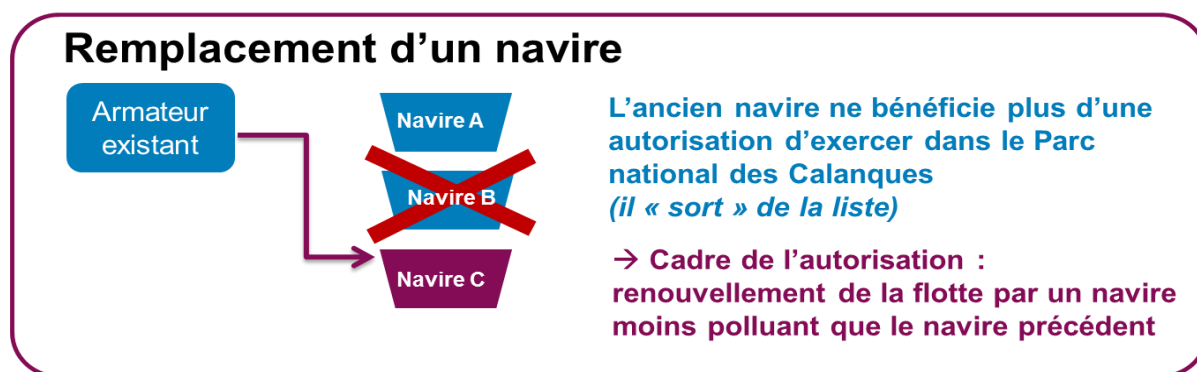 Remplacement d’un navire
Armateur
existant
Navire A
Navire B
Navire C
L’ancien navire ne bénéficie plus d’une
autorisation d’exercer dans le Parc
national des Calanques
(il « sort » de la liste)
→ Cadre de l’autorisation :
renouvellement de la flotte par un navire
moins polluant que le navire précédent